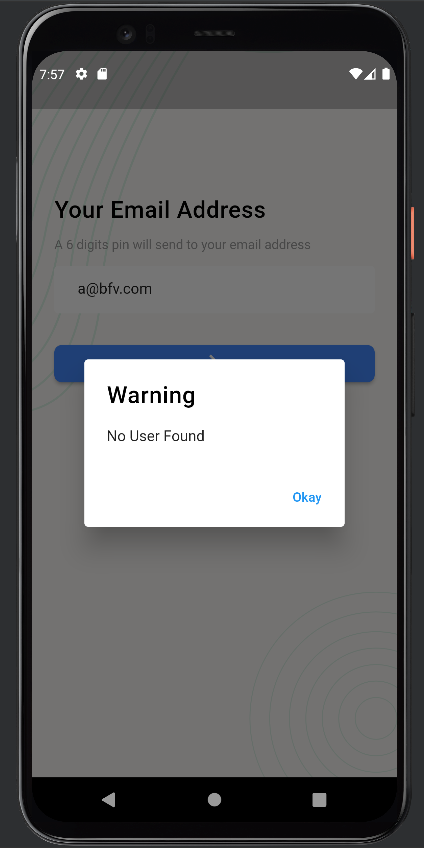 7:57
Your Email Address
A 6 digits pin will send to your email address
a@bfv.com
Warning
No User Found
Okay